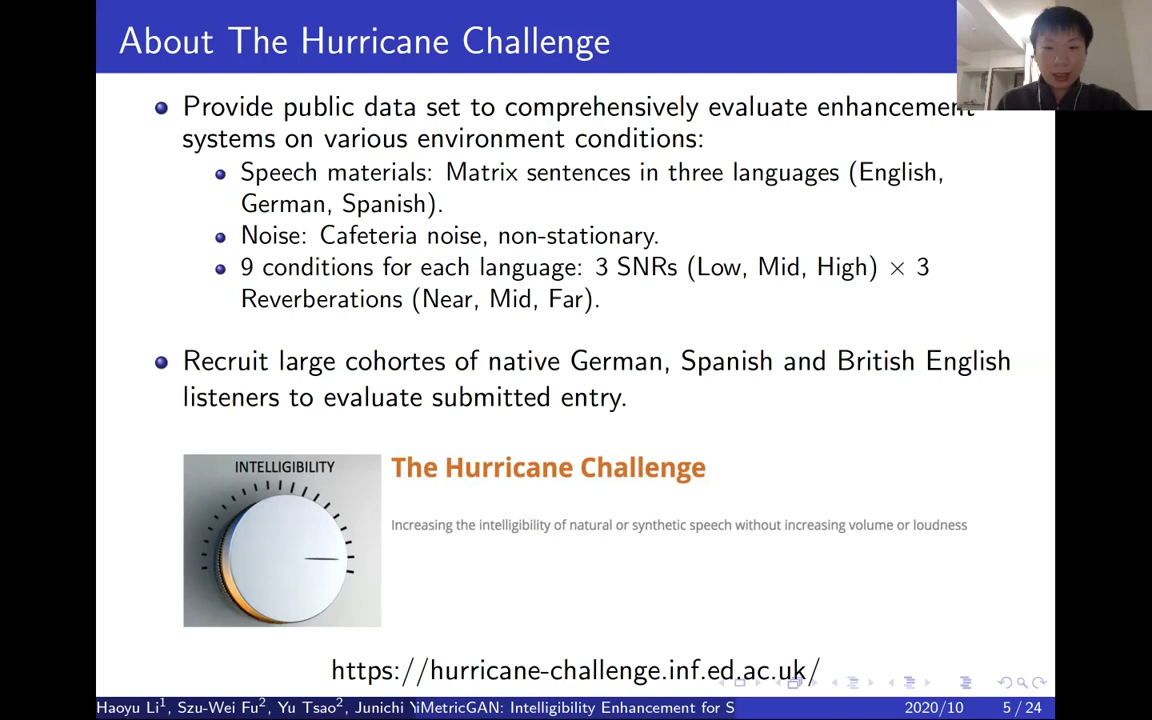 About The Hurricane Challenge
Provide public data set to comprehensively evaluate enhancement
systems on various environment conditions:
Speech materials: Matrix sentences in three languages (English,
German, Spanish).
Noise: Cafeteria noise, non-stationary.
9 conditions for each language: 3 SNRs (Low, Mid, High) × 3
Reverberations (Near, Mid, Far).
Recruit large cohortes of native German, Spanish and British English
listeners to evaluate submitted entry.
INTELLIGIBILITY
The Hurricane Challenge
Increasing the intelligibility of natural or synthetic speech without increasing volume or loudness
https://hurricane-challenge.inf.ed.ac.uk/
Haoyu Li¹, Szu-Wei Fu², Yu Tsao², Junichi Y iMetricGAN: Intelligibility Enhancement for S 2020/10 5 / 24